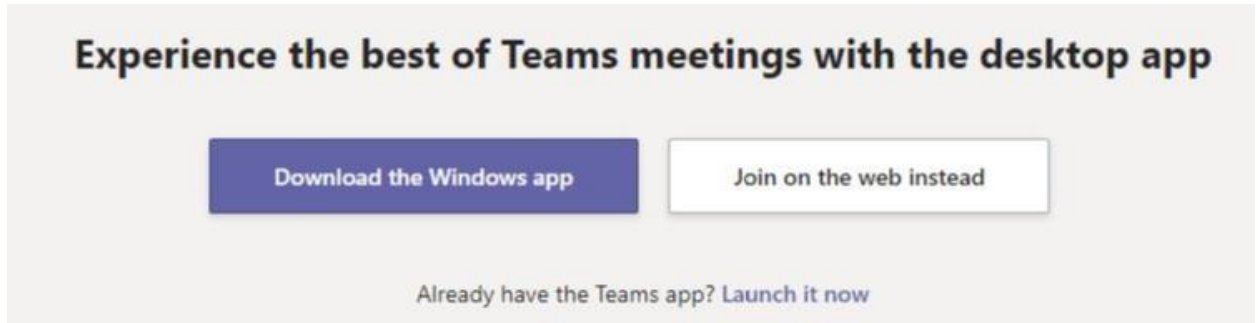 Experience the best of Teams meetings with the desktop app
Download the Windows app
Join on the web instead
Already have the Teams app? Launch it now